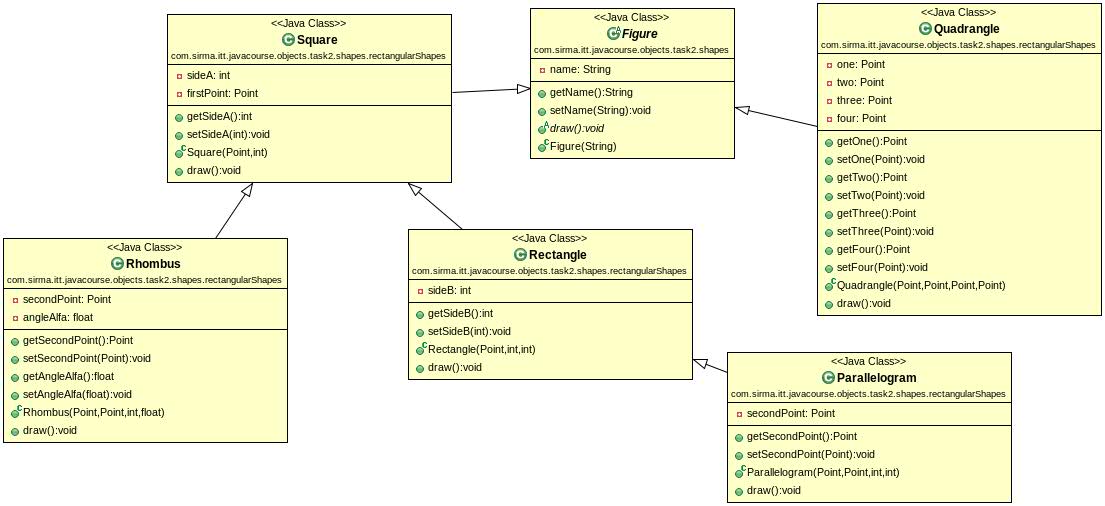 <<Java Class>>
Square
com.sirma.itt.javacourse.objects.task2.shapes.rectangularShapes
sideA: int
firstPoint: Point
getSideA():int
setSideA(int):void
Square(Point,int)
draw():void
<<Java Class>>
Figure
com.sirma.itt.javacourse.objects.task2.shapes
name: String
getName():String
setName(String):void
draw():void
Figure(String)
<<Java Class>>
Quadrangle
com.sirma.itt.javacourse.objects.task2.shapes.rectangularShapes
one: Point
two: Point
three: Point
four: Point
getOne():Point
setOne(Point):void
getTwo():Point
setTwo(Point):void
getThree():Point
setThree(Point):void
getFour():Point
setFour(Point):void
Quadrangle(Point,Point,Point,Point)
draw():void
<<Java Class>>
Rhombus
com.sirma.itt.javacourse.objects.task2.shapes.rectangularShapes
secondPoint: Point
angleAlfa: float
getSecondPoint():Point
setSecondPoint(Point):void
getAngleAlfa():float
setAngleAlfa(float):void
Rhombus(Point,Point,int,float)
draw():void
<<Java Class>>
Rectangle
com.sirma.itt.javacourse.objects.task2.shapes.rectangularShapes
sideB: int
getSideB():int
setSideB(int):void
Rectangle(Point,int,int)
draw():void
<<Java Class>>
Parallelogram
com.sirma.itt.javacourse.objects.task2.shapes.rectangularShapes
secondPoint: Point
getSecondPoint():Point
setSecondPoint(Point):void
Parallelogram(Point,Point,int,int)
draw():void